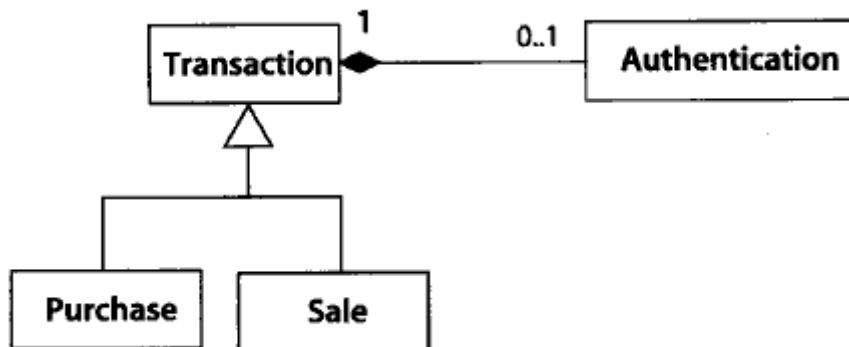 1
0..1
Transaction
Authentication
Purchase
Sale